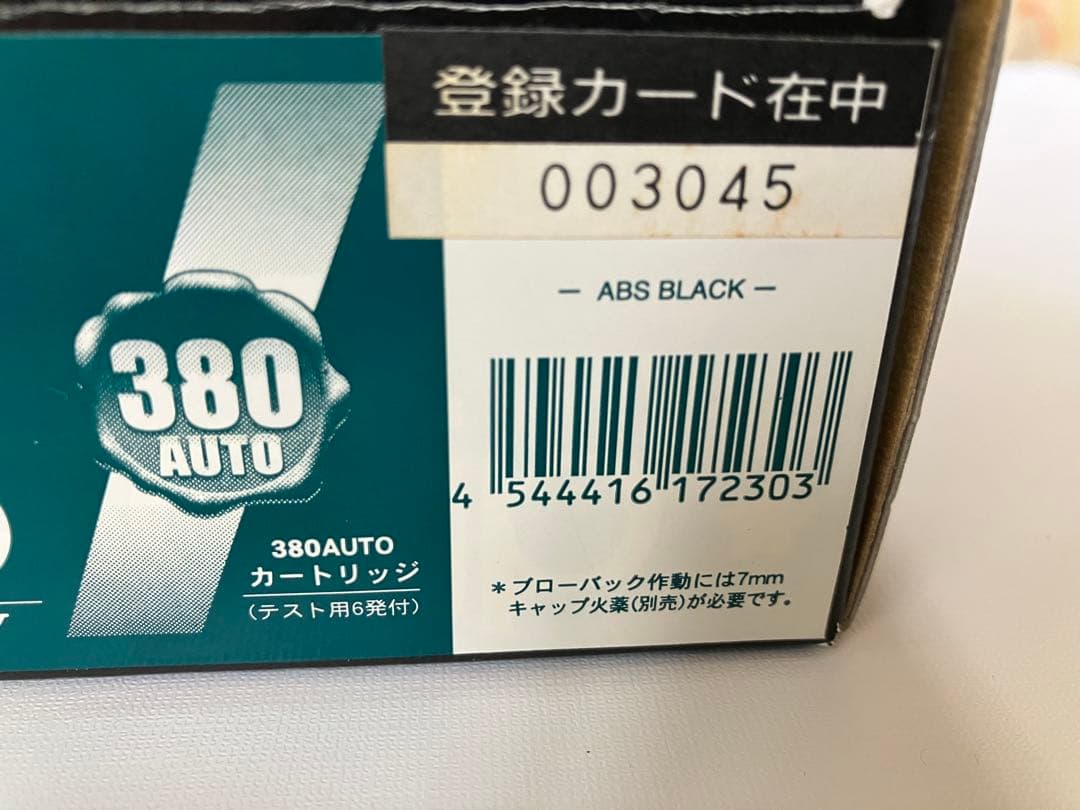 登録カード在中
003045
— ABS BLACK —
380
AUTO
4 544416 172303
380AUTO
カートリッジ
(テスト用6発付)
*ブローバック作動には7mm
キャップ火薬(別売)が必要です。